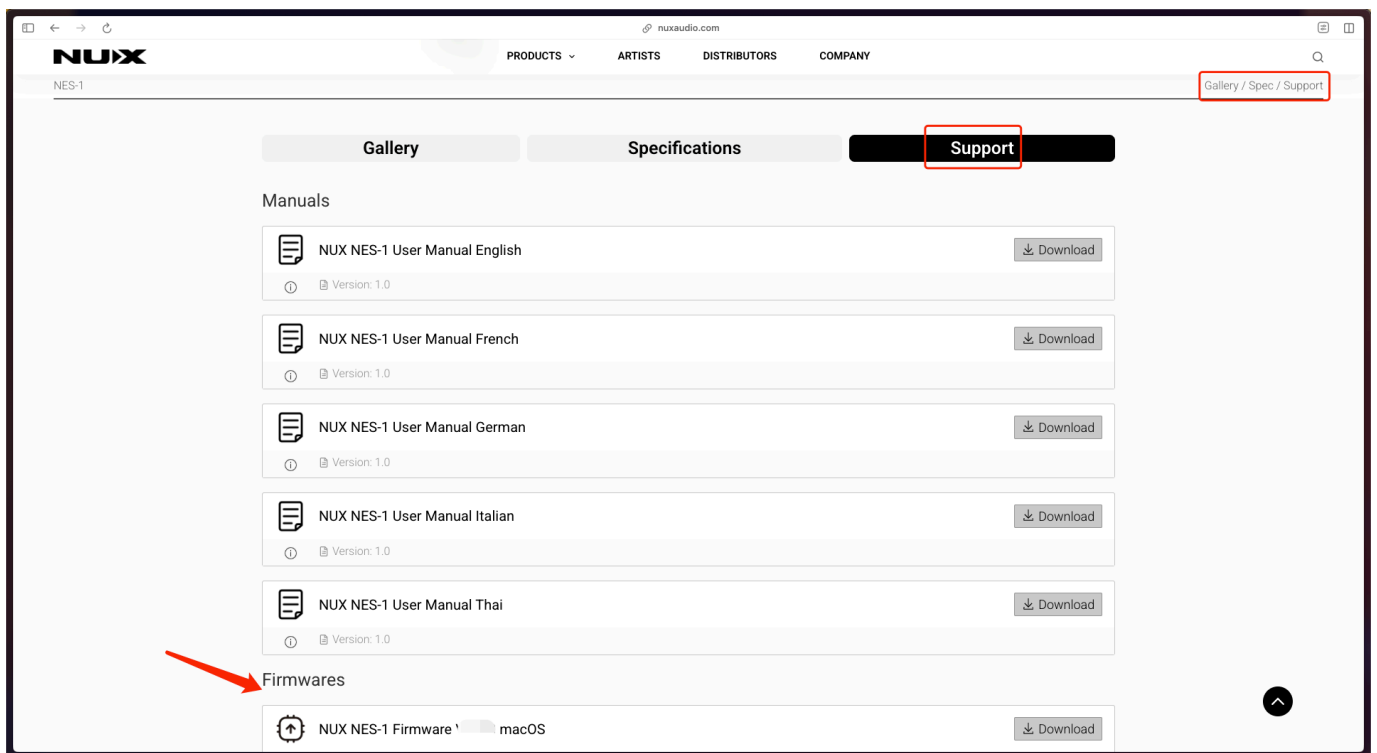 nuxaudio.com
NUX PRODUCTS ARTISTS DISTRIBUTORS COMPANY
NES-1 Gallery / Spec / Support
Gallery Specifications Support
Manuals
NUX NES-1 User Manual English Download
Version: 1.0
NUX NES-1 User Manual French Download
Version: 1.0
NUX NES-1 User Manual German Download
Version: 1.0
NUX NES-1 User Manual Italian Download
Version: 1.0
NUX NES-1 User Manual Thai Download
Version: 1.0
Firmwares
NUX NES-1 Firmware macOS Download